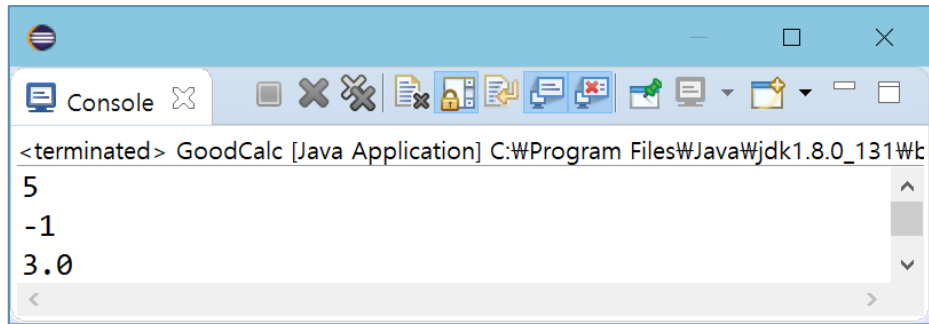 Console
<terminated> GoodCalc [Java Application] C:₩Program Files₩Java₩jdk1.8.0_131₩b
5
-1
3.0